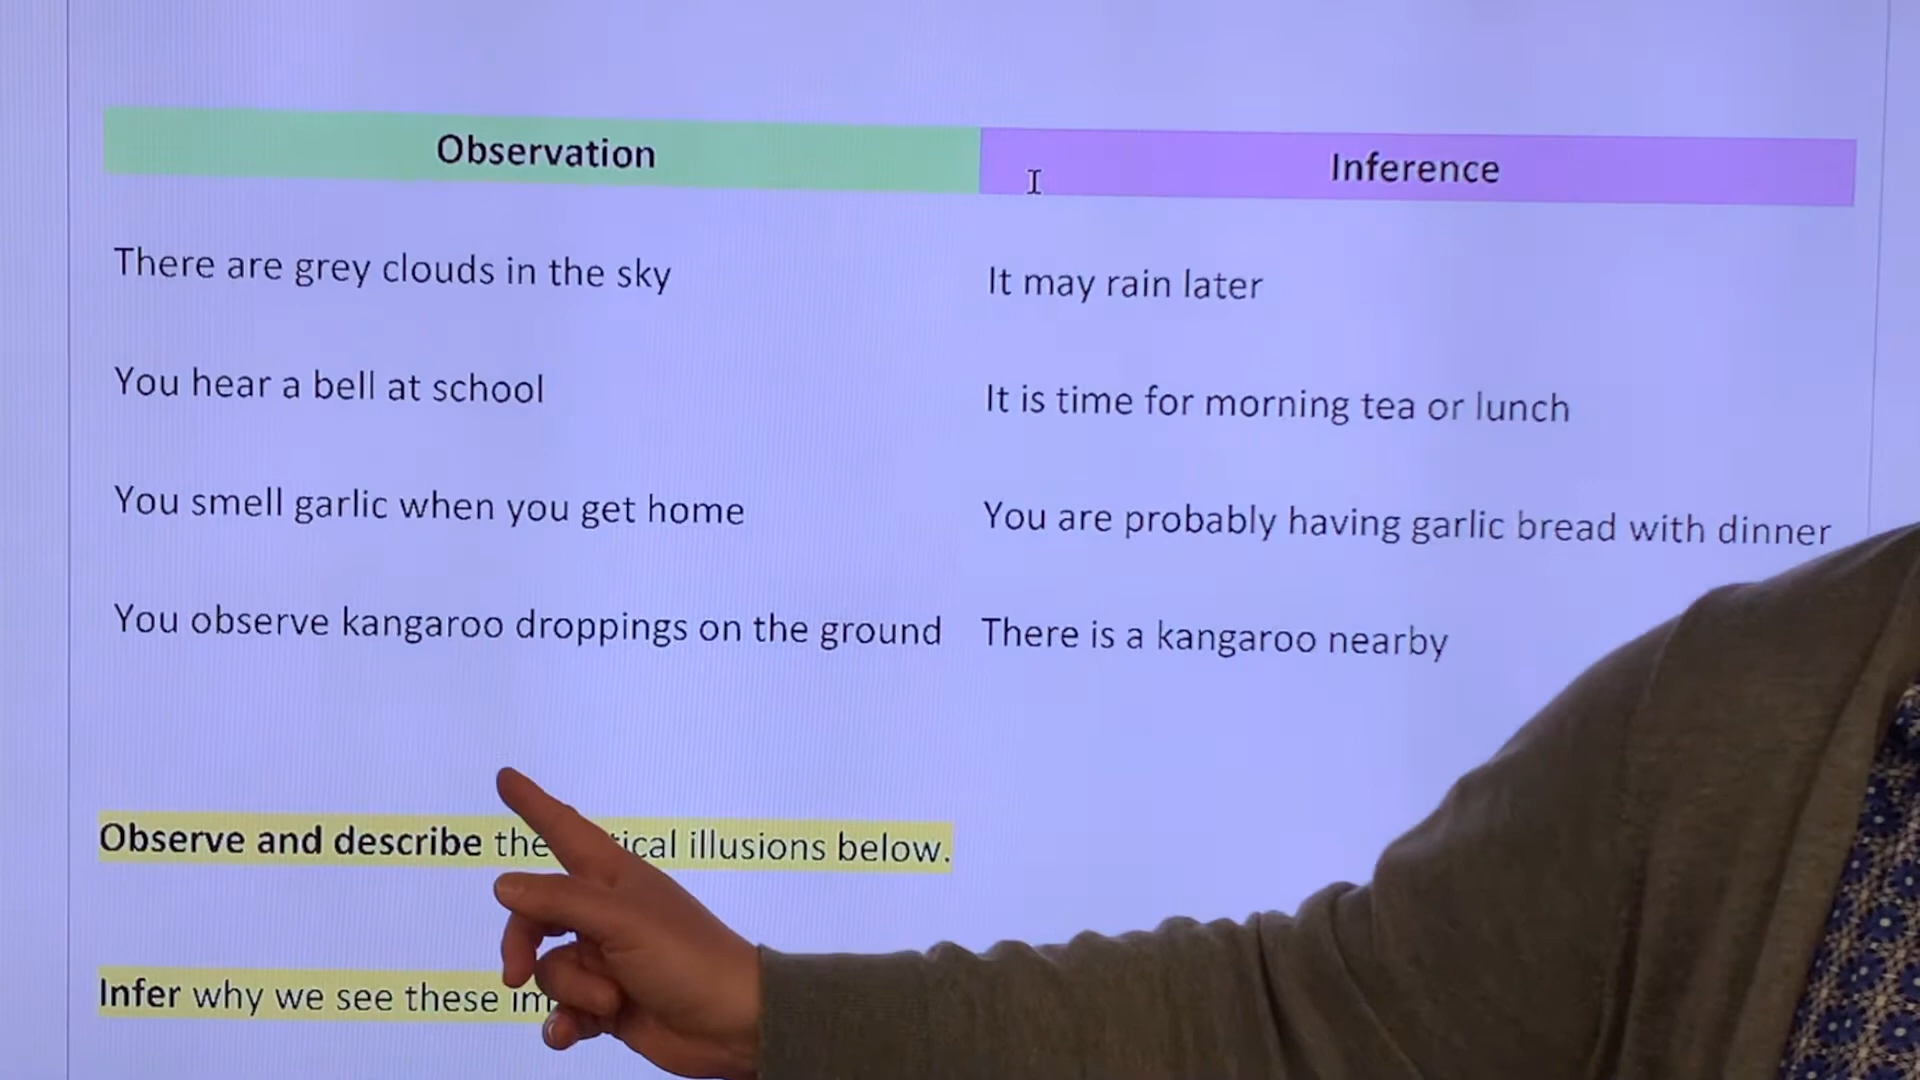 Observation Inference
There are grey clouds in the sky It may rain later
You hear a bell at school It is time for morning tea or lunch
You smell garlic when you get home You are probably having garlic bread with dinner
You observe kangaroo droppings on the ground There is a kangaroo nearby
Observe and describe the illusions below.
Infer why we see these